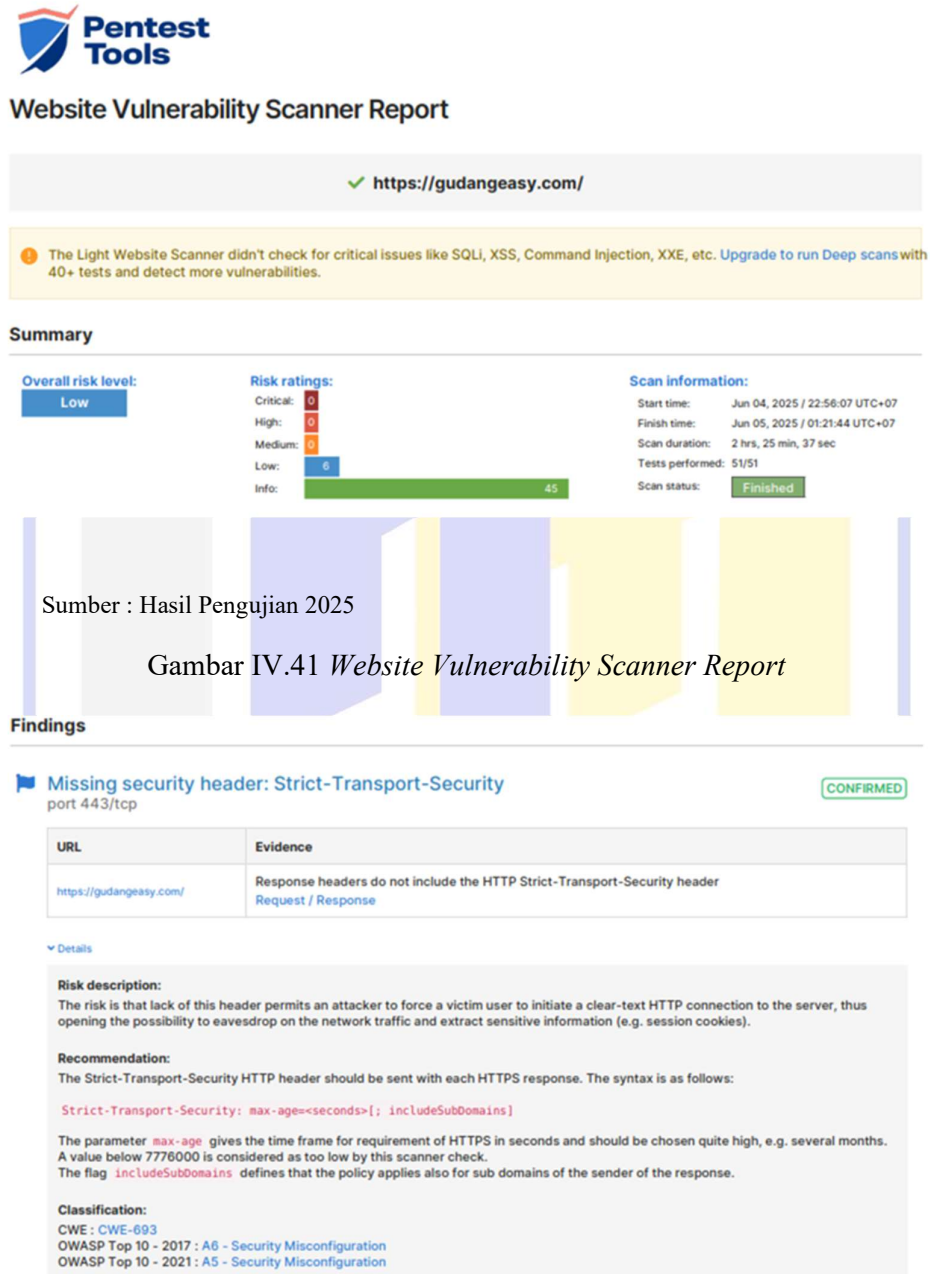 Pentest
Tools
Website Vulnerability Scanner Report
https://gudangeasy.com/
The Light Website Scanner didn't check for critical issues like SQLi, XSS, Command Injection, XXE, etc. Upgrade to run Deep scans with
40+ tests and detect more vulnerabilities.
Summary
Overall risk level:
Low
Risk ratings:
Critical: 0
High: 0
Medium: 0
Low: 6
Info: 45
Scan information:
Start time: Jun 04, 2025 / 22:56:07 UTC+07
Finish time: Jun 05, 2025 / 01:21:44 UTC+07
Scan duration: 2 hrs, 25 min, 37 sec
Tests performed: 51/51
Scan status: Finished
Sumber : Hasil Pengujian 2025
Gambar IV.41 Website Vulnerability Scanner Report
Findings
Missing security header: Strict-Transport-Security
CONFIRMED
port 443/tcp
URL Evidence
https://gudangeasy.com/ Response headers do not include the HTTP Strict-Transport-Security header
Request / Response
Details
Risk description:
The risk is that lack of this header permits an attacker to force a victim user to initiate a clear-text HTTP connection to the server, thus
opening the possibility to eavesdrop on the network traffic and extract sensitive information (e.g. session cookies).
Recommendation:
The Strict-Transport-Security HTTP header should be sent with each HTTPS response. The syntax is as follows:
Strict-Transport-Security: max-age=<seconds>[; includeSubDomains]
The parameter max-age gives the time frame for requirement of HTTPS in seconds and should be chosen quite high, e.g. several months.
A value below 7776000 is considered as too low by this scanner check.
The flag includeSubDomains defines that the policy applies also for sub domains of the sender of the response.
Classification:
CWE : CWE-693
OWASP Top 10 - 2017 : A6 - Security Misconfiguration
OWASP Top 10 - 2021 : A5 - Security Misconfiguration